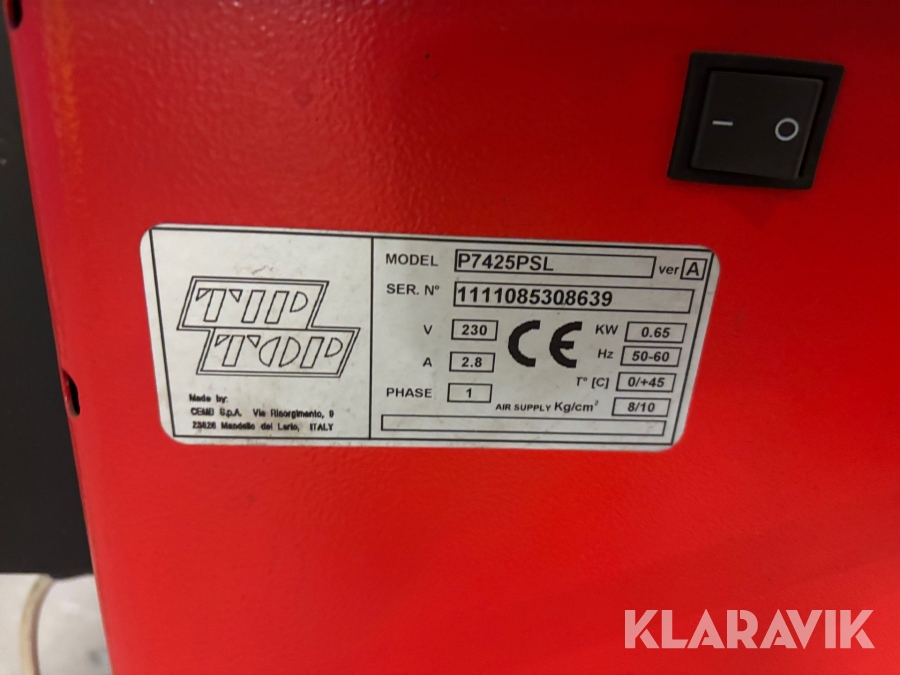 I O
TIP
TOP
Made by:
CEMB S.p.A. Via Risorgimento, 9
23826 Mandello del Lario, ITALY
MODEL P7425PSL ver A
SER. N° 1111085308639
V 230
A 2.8
PHASE 1
CE
KW 0.65
Hz 50-60
T° [C] 0/+45
AIR SUPPLY Kg/cm² 8/10
KLARAVIK